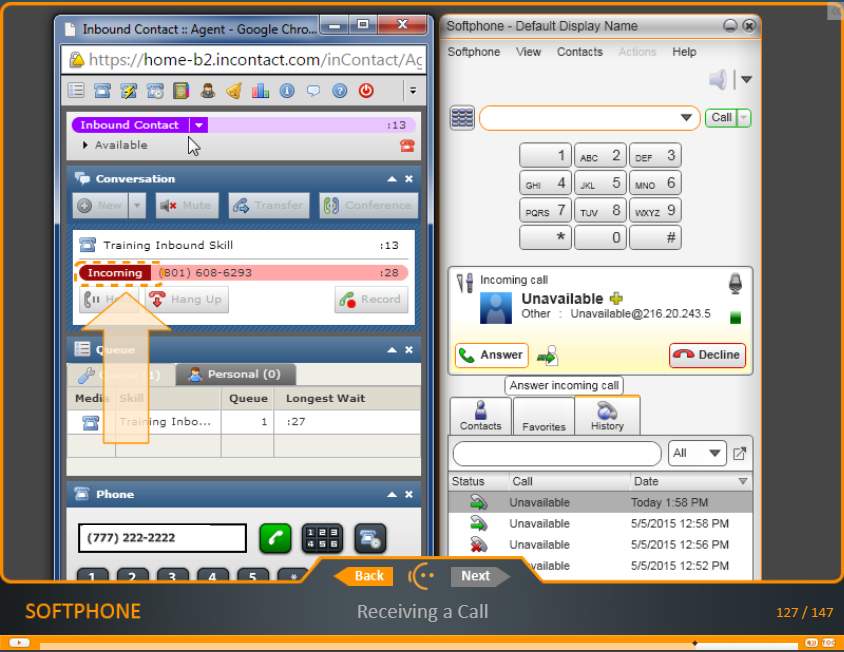 Inbound Contact :: Agent - Google Chro...
https://home-b2.incontact.com/inContact/Ag
Inbound Contact :13
Available
Conversation
New Mute Transfer Conference
Training Inbound Skill :13
Incoming (801) 608-6293 :28
Hang Up Record
Queue
Personal (0)
Media Skill Queue Longest Wait
Training Inbo... 1 :27
Phone
(777) 222-2222
1 2 3
4 5 6
1 2 3 4 5 *
Softphone - Default Display Name
Softphone View Contacts Actions Help
Call
1 ABC 2 DEF 3
GHI 4 JKL 5 MNO 6
PQRS 7 TUV 8 WXYZ 9
* 0 #
Incoming call
Unavailable
Other : Unavailable@216.20.243.5
Answer Decline
Answer incoming call
Contacts Favorites History
All
Status Call Date
Unavailable Today 1:58 PM
Unavailable 5/5/2015 12:58 PM
Unavailable 5/5/2015 12:56 PM
5/5/2015 12:52 PM
Back Next
SOFTPHONE Receiving a Call 127 / 147